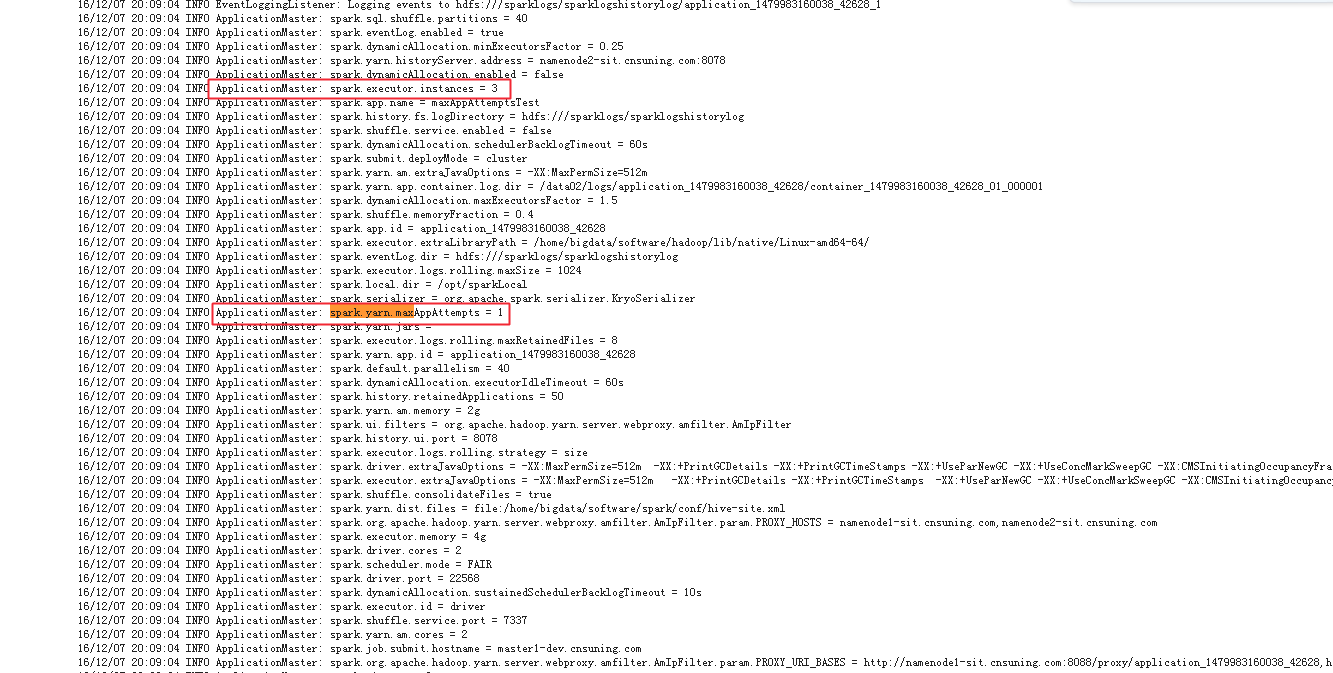 16/12/07 20:09:04 INFO EventLoggingListener: Logging events to hdfs:///sparklogs/sparklogshistorylog/application_1479983160038_42628_1
16/12/07 20:09:04 INFO ApplicationMaster: spark.sql.shuffle.partitions = 40
16/12/07 20:09:04 INFO ApplicationMaster: spark.eventLog.enabled = true
16/12/07 20:09:04 INFO ApplicationMaster: spark.dynamicAllocation.minExecutorsFactor = 0.25
16/12/07 20:09:04 INFO ApplicationMaster: spark.yarn.historyServer.address = namenode2-sit.cnsuning.com:8078
16/12/07 20:09:04 INFO ApplicationMaster: spark.dynamicAllocation.enabled = false
16/12/07 20:09:04 INFO ApplicationMaster: spark.executor.instances = 3
16/12/07 20:09:04 INFO ApplicationMaster: spark.app.name = maxAppAttemptsTest
16/12/07 20:09:04 INFO ApplicationMaster: spark.history.fs.logDirectory = hdfs:///sparklogs/sparklogshistorylog
16/12/07 20:09:04 INFO ApplicationMaster: spark.shuffle.service.enabled = false
16/12/07 20:09:04 INFO ApplicationMaster: spark.dynamicAllocation.schedulerBacklogTimeout = 60s
16/12/07 20:09:04 INFO ApplicationMaster: spark.submit.deployMode = cluster
16/12/07 20:09:04 INFO ApplicationMaster: spark.yarn.am.extraJavaOptions = -XX:MaxPermSize=512m
16/12/07 20:09:04 INFO ApplicationMaster: spark.yarn.app.container.log.dir = /data02/logs/application_1479983160038_42628/container_1479983160038_42628_01_000001
16/12/07 20:09:04 INFO ApplicationMaster: spark.dynamicAllocation.maxExecutorsFactor = 1.5
16/12/07 20:09:04 INFO ApplicationMaster: spark.shuffle.memoryFraction = 0.4
16/12/07 20:09:04 INFO ApplicationMaster: spark.app.id = application_1479983160038_42628
16/12/07 20:09:04 INFO ApplicationMaster: spark.executor.extraLibraryPath = /home/bigdata/software/hadoop/lib/native/Linux-amd64-64/
16/12/07 20:09:04 INFO ApplicationMaster: spark.eventLog.dir = hdfs:///sparklogs/sparklogshistorylog
16/12/07 20:09:04 INFO ApplicationMaster: spark.executor.logs.rolling.maxSize = 1024
16/12/07 20:09:04 INFO ApplicationMaster: spark.local.dir = /opt/sparkLocal
16/12/07 20:09:04 INFO ApplicationMaster: spark.serializer = org.apache.spark.serializer.KryoSerializer
16/12/07 20:09:04 INFO ApplicationMaster: spark.yarn.maxAppAttempts = 1
16/12/07 20:09:04 INFO ApplicationMaster: spark.yarn.jars =
16/12/07 20:09:04 INFO ApplicationMaster: spark.executor.logs.rolling.maxRetainedFiles = 8
16/12/07 20:09:04 INFO ApplicationMaster: spark.yarn.app.id = application_1479983160038_42628
16/12/07 20:09:04 INFO ApplicationMaster: spark.default.parallelism = 40
16/12/07 20:09:04 INFO ApplicationMaster: spark.dynamicAllocation.executorIdleTimeout = 60s
16/12/07 20:09:04 INFO ApplicationMaster: spark.history.retainedApplications = 50
16/12/07 20:09:04 INFO ApplicationMaster: spark.yarn.am.memory = 2g
16/12/07 20:09:04 INFO ApplicationMaster: spark.ui.filters = org.apache.hadoop.yarn.server.webproxy.amfilter.AmIpFilter
16/12/07 20:09:04 INFO ApplicationMaster: spark.history.ui.port = 8078
16/12/07 20:09:04 INFO ApplicationMaster: spark.executor.logs.rolling.strategy = size
16/12/07 20:09:04 INFO ApplicationMaster: spark.driver.extraJavaOptions = -XX:MaxPermSize=512m  -XX:+PrintGCDetails -XX:+PrintGCTimeStamps -XX:+UseParNewGC -XX:+UseConcMarkSweepGC -XX:CMSInitiatingOccupancyFra
16/12/07 20:09:04 INFO ApplicationMaster: spark.executor.extraJavaOptions = -XX:MaxPermSize=512m   -XX:+PrintGCDetails -XX:+PrintGCTimeStamps  -XX:+UseParNewGC -XX:+UseConcMarkSweepGC -XX:CMSInitiatingOccupancy
16/12/07 20:09:04 INFO ApplicationMaster: spark.shuffle.consolidateFiles = true
16/12/07 20:09:04 INFO ApplicationMaster: spark.yarn.dist.files = file:/home/bigdata/software/spark/conf/hive-site.xml
16/12/07 20:09:04 INFO ApplicationMaster: spark.org.apache.hadoop.yarn.server.webproxy.amfilter.AmIpFilter.param.PROXY_HOSTS = namenode1-sit.cnsuning.com,namenode2-sit.cnsuning.com
16/12/07 20:09:04 INFO ApplicationMaster: spark.executor.memory = 4g
16/12/07 20:09:04 INFO ApplicationMaster: spark.driver.cores = 2
16/12/07 20:09:04 INFO ApplicationMaster: spark.scheduler.mode = FAIR
16/12/07 20:09:04 INFO ApplicationMaster: spark.driver.port = 22568
16/12/07 20:09:04 INFO ApplicationMaster: spark.dynamicAllocation.sustainedSchedulerBacklogTimeout = 10s
16/12/07 20:09:04 INFO ApplicationMaster: spark.executor.id = driver
16/12/07 20:09:04 INFO ApplicationMaster: spark.shuffle.service.port = 7337
16/12/07 20:09:04 INFO ApplicationMaster: spark.yarn.am.cores = 2
16/12/07 20:09:04 INFO ApplicationMaster: spark.job.submit.hostname = master1-dev.cnsuning.com
16/12/07 20:09:04 INFO ApplicationMaster: spark.org.apache.hadoop.yarn.server.webproxy.amfilter.AmIpFilter.param.PROXY_URI_BASES = http://namenode1-sit.cnsuning.com:8088/proxy/application_1479983160038_42628,h